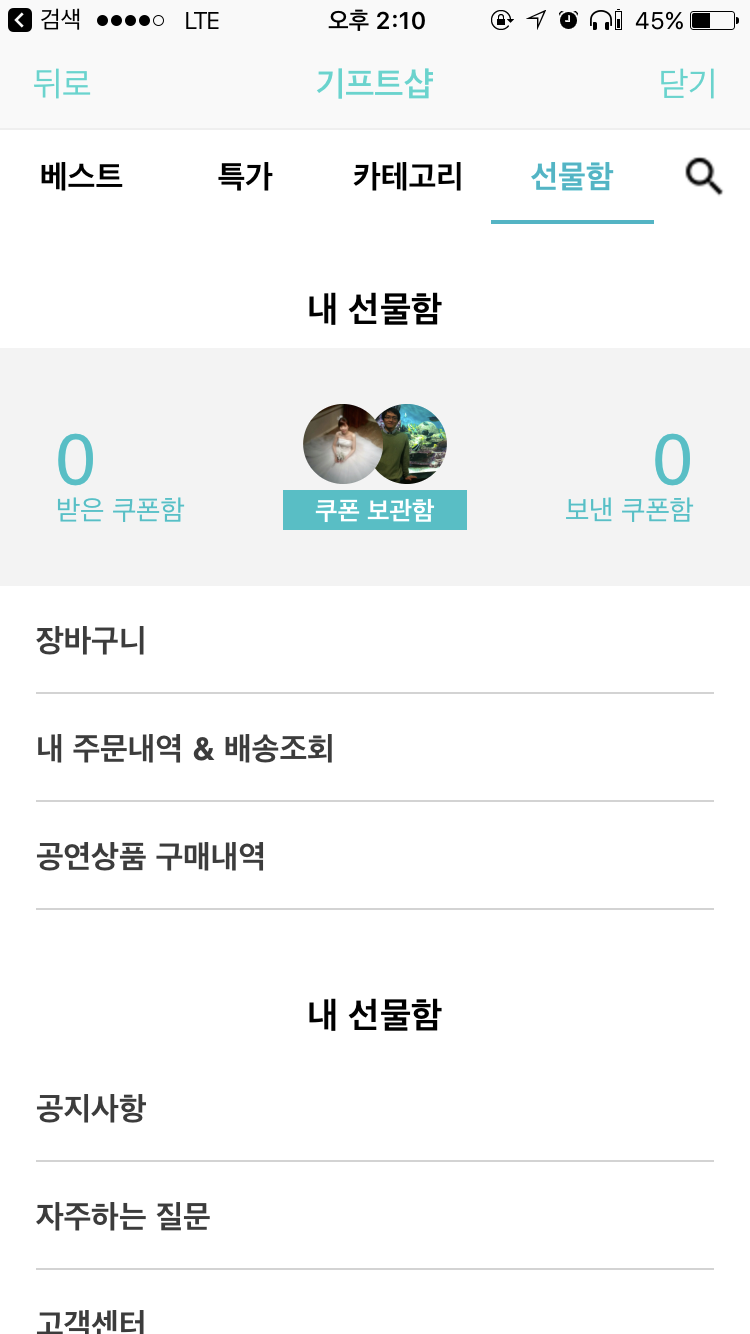 검색 LTE 오후 2:10 45%
뒤로 기프트샵 닫기
베스트 특가 카테고리 선물함
내 선물함
0 0
받은 쿠폰함 쿠폰 보관함 보낸 쿠폰함
장바구니
내 주문내역 & 배송조회
공연상품 구매내역
내 선물함
공지사항
자주하는 질문
고객센터